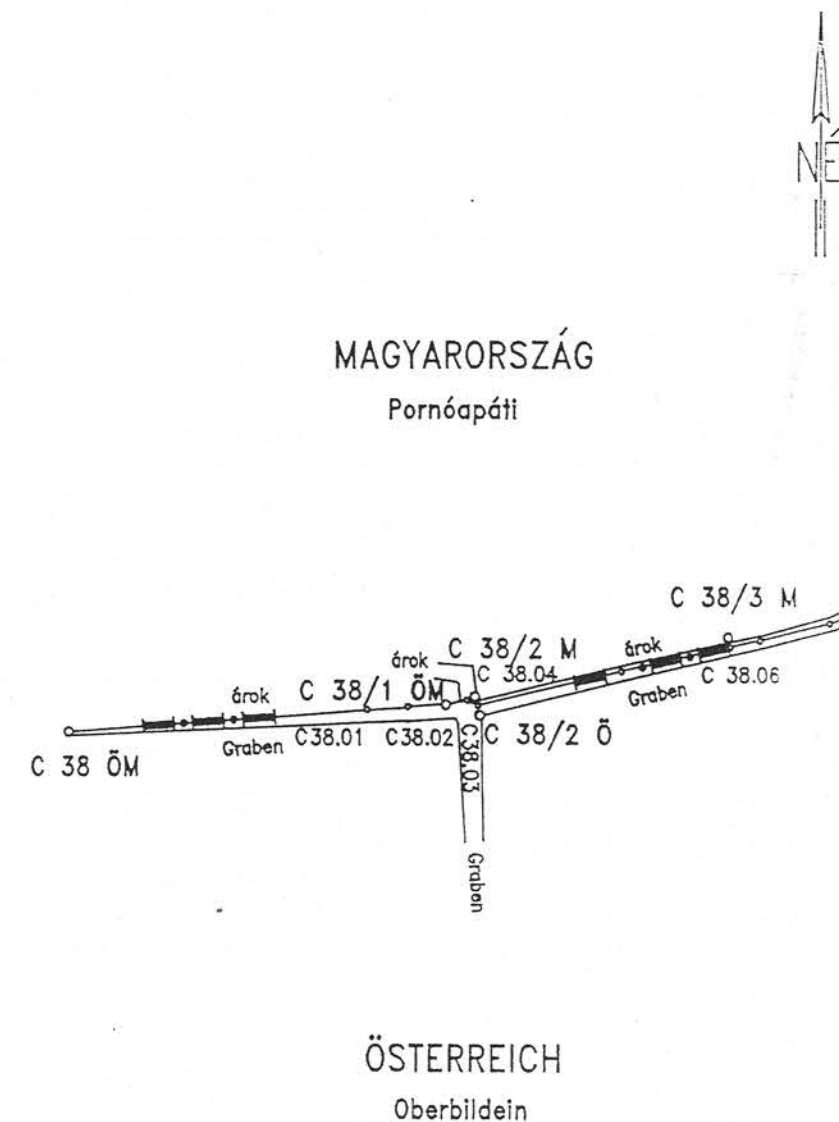 NÉ
MAGYARORSZÁG
Pornóapáti
C 38/3 M
C 38/2 M
árok
árok
C 38.04
C 38/1 ÖM
árok
C 38.06
Graben
C 38/2 Ö
C38.01
C38.02
C38.03
Graben
C 38 ÖM
Graben
ÖSTERREICH
Oberbildein